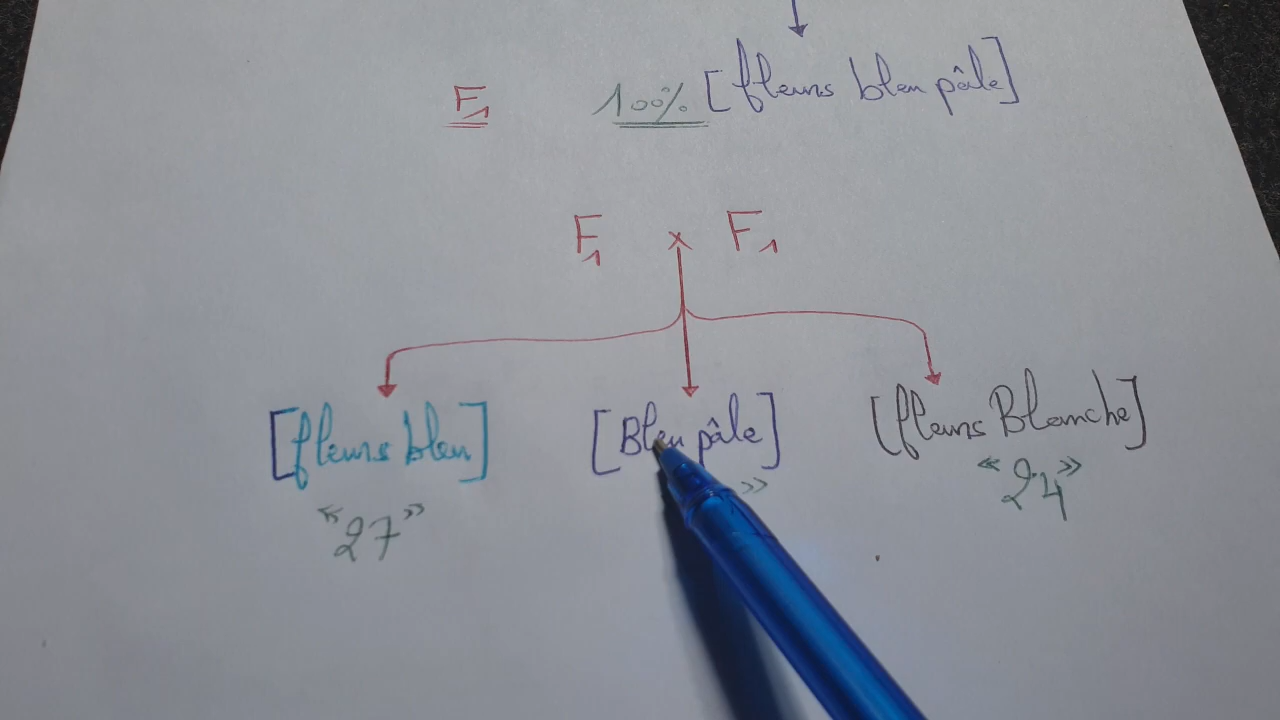 F1 100% [fleurs bleu pâle]
F1 x F1
[fleurs bleu] [Bleu pâle] [fleurs Blanche]
"27" » "24"